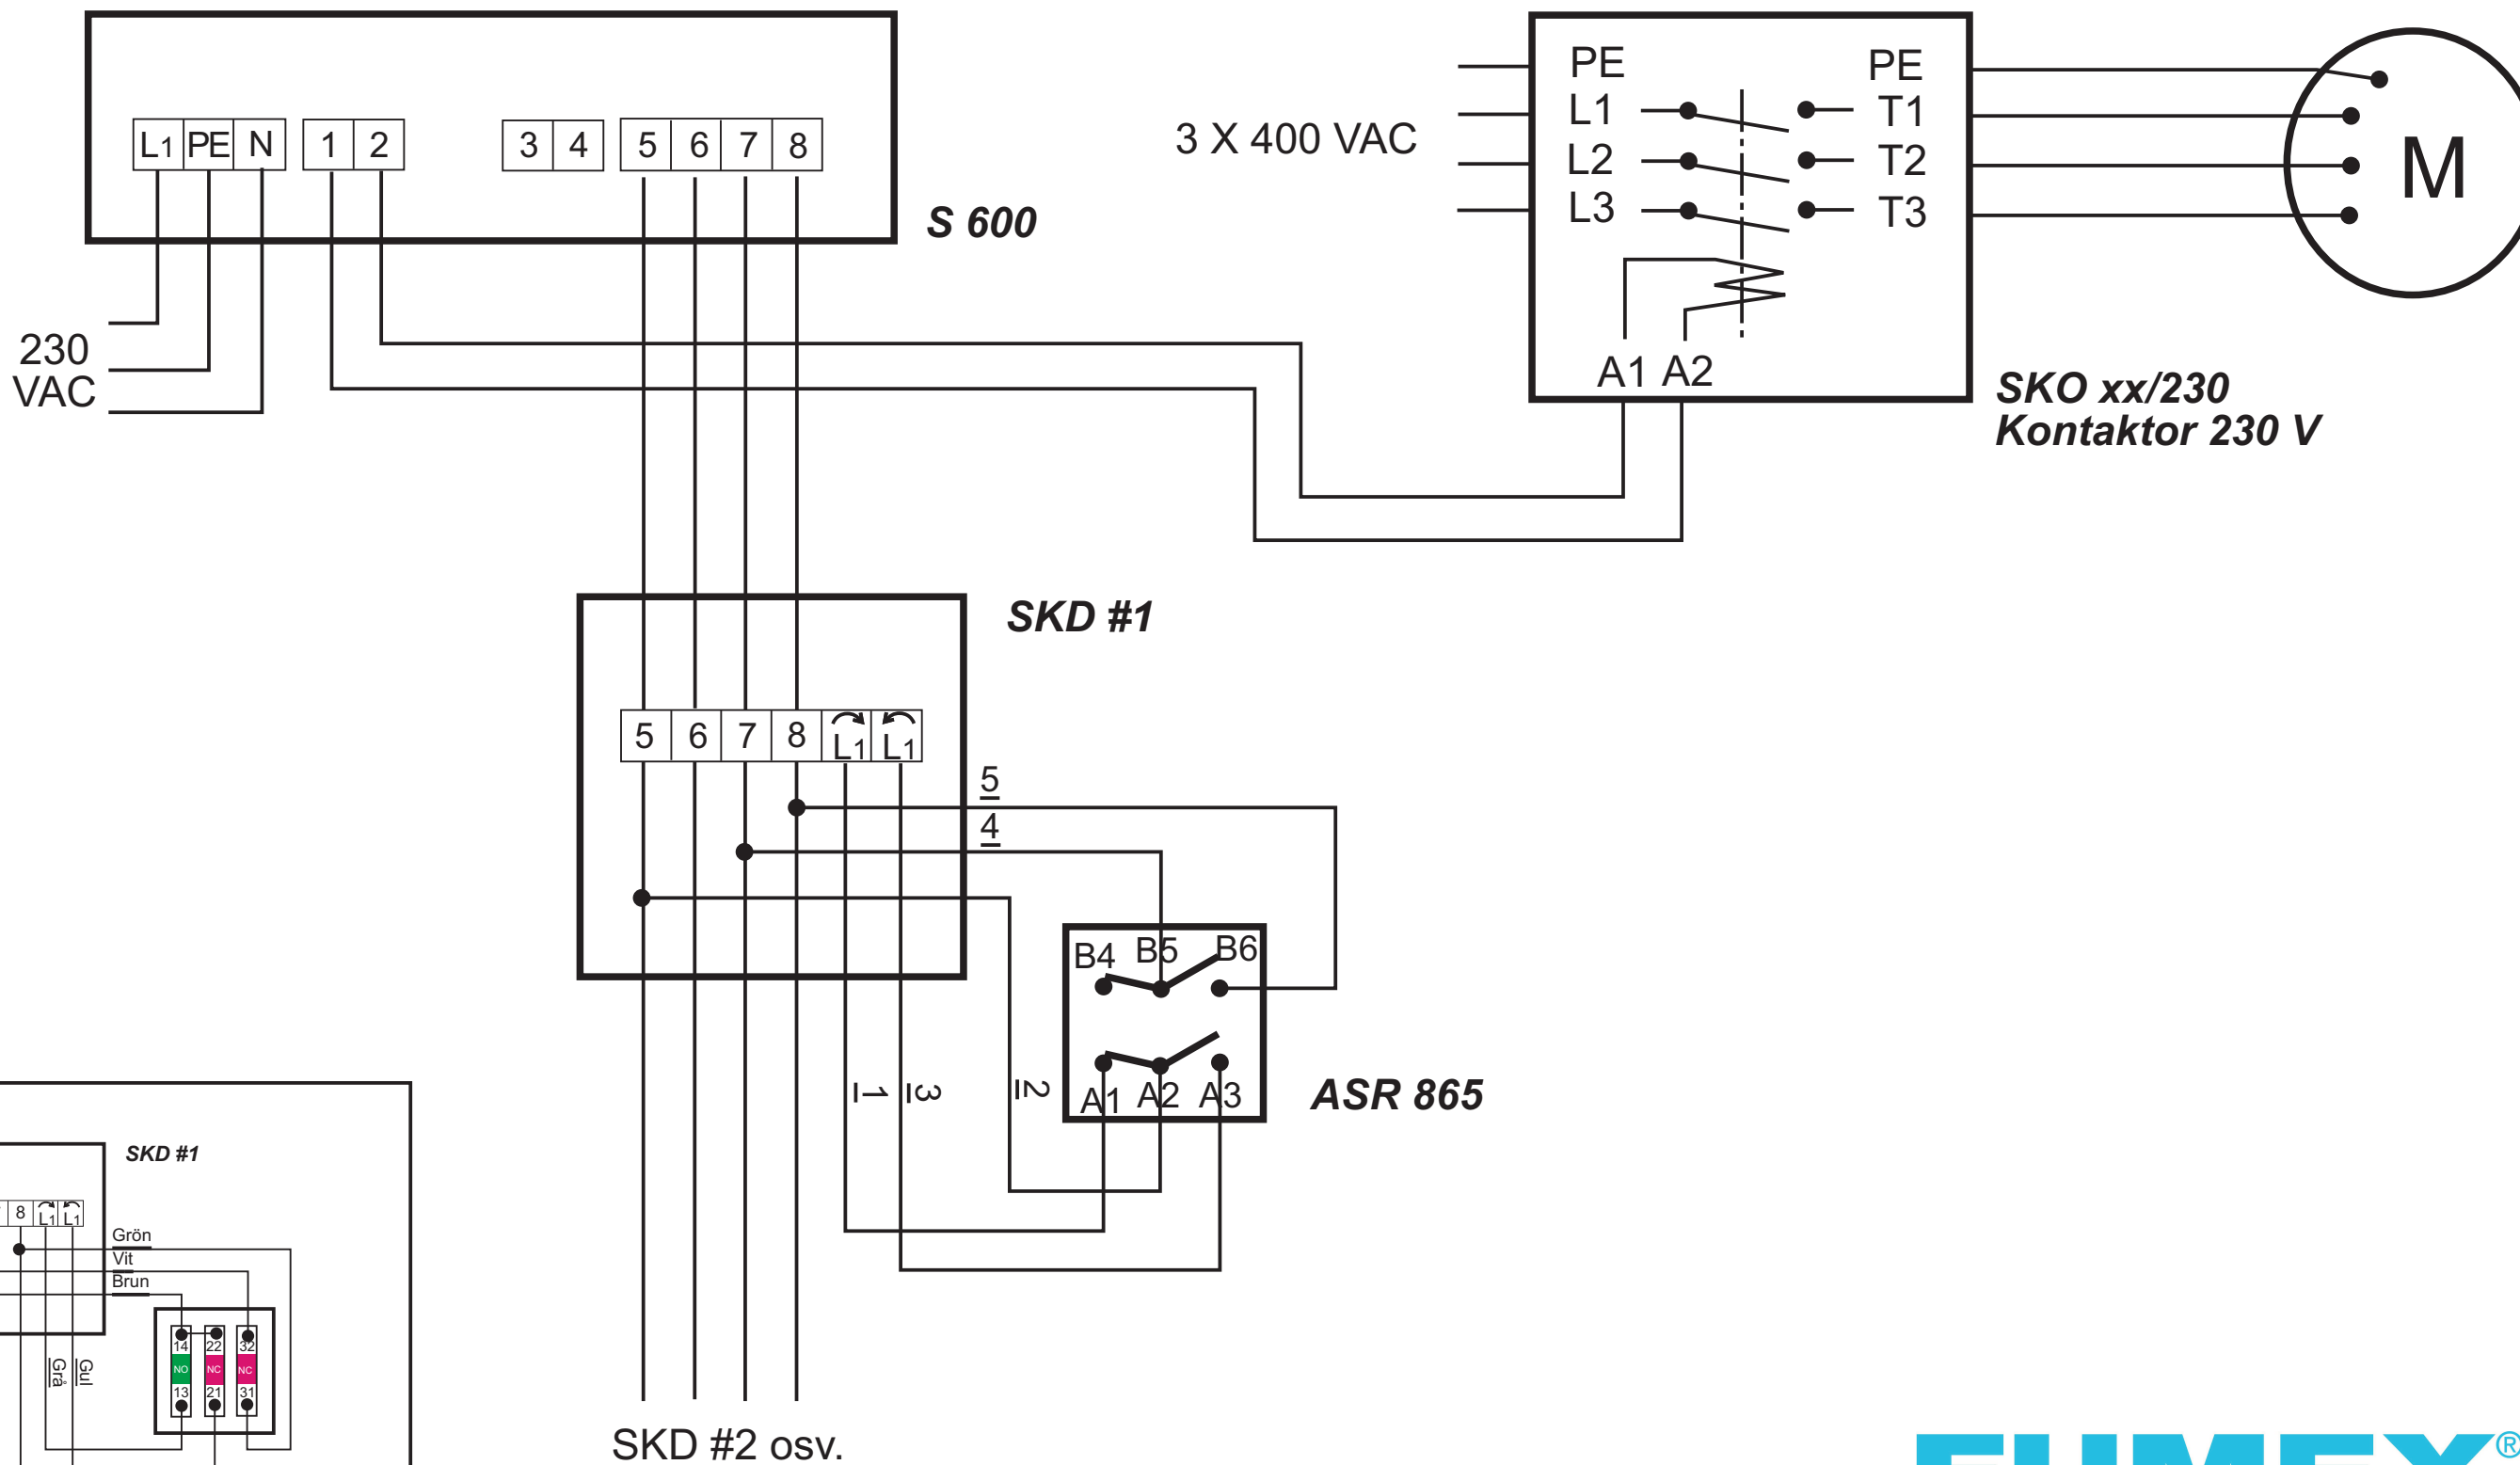 L1 PE N 1 2 3 4 5 6 7 8
S 600
230
VAC
3 X 400 VAC
PE PE
L1 T1
L2 T2
L3 T3
A1 A2
M
SKO xx/230
Kontaktor 230 V
SKD #1
5 6 7 8 L1 L1
5
4
B4 B5 B6
A1 A2 A3
1 3 2
ASR 865
SKD #2 osv.
SKD #1
8 L1 L1
Grön
Vit
Brun
14 22 32
NO NC NC
13 21 31
Grå Gul
FUMEX®